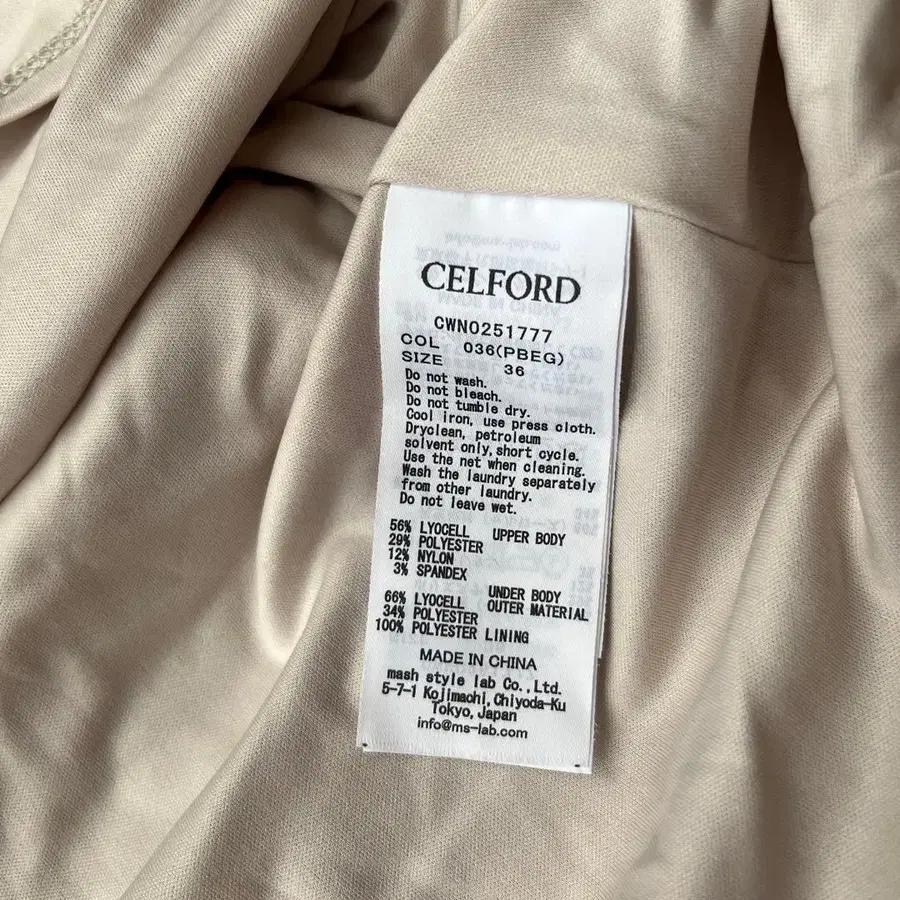 CELFORD
CWNO251777
COL 036(PBEG)
SIZE 36
Do not wash.
Do not bleach.
Do not tumble dry.
Cool iron, use press cloth.
Dryclean, petroleum
solvent only,short cycle.
Use the net when cleaning.
Wash the laundry separately
from other laundry.
Do not leave wet.
56% LYOCELL UPPER BODY
29% POLYESTER
12% NYLON
3% SPANDEX
UNDER BODY
66% LYOCELL OUTER MATERIAL
34% POLYESTER
100% POLYESTER LINING
MADE IN CHINA
mash style lab Co.,Ltd.
5-7-1 Kojimachi,Chiyoda-Ku
Tokyo,Japan
info@ms-lab.com